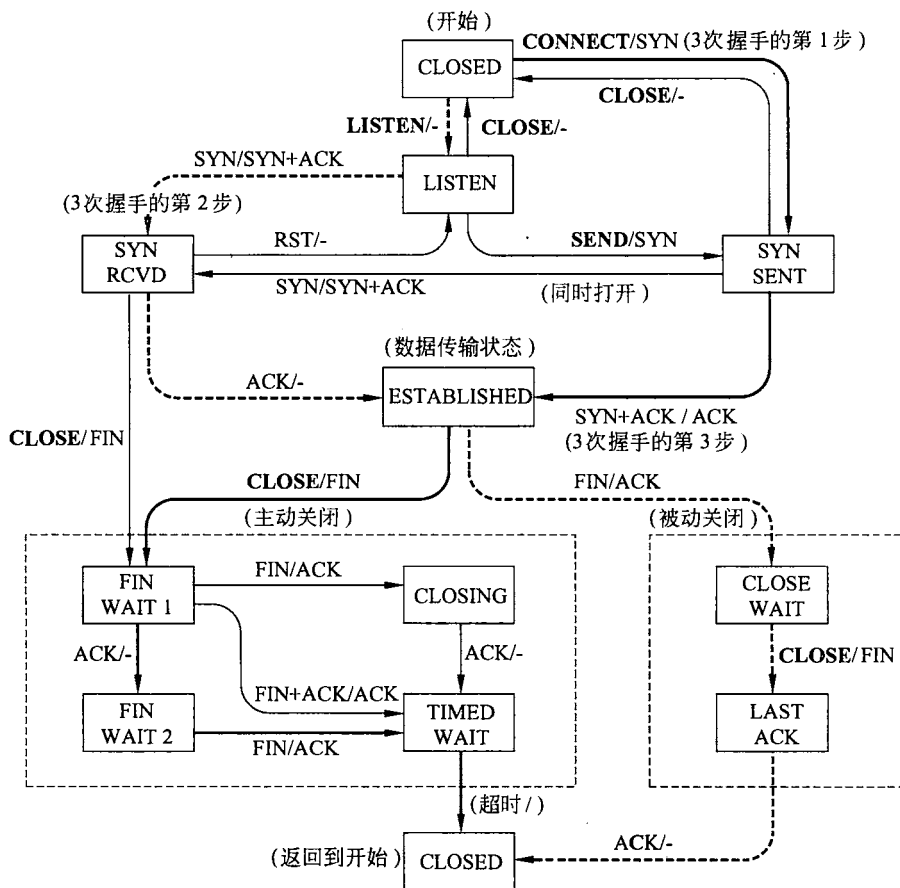 (开始)
CONNECT/SYN (3次握手的第1步)
CLOSED
CLOSE/-
LISTEN/-
CLOSE/-
SYN/SYN+ACK
LISTEN
(3次握手的第2步)
SYN
RCVD
RST/-
SEND/SYN
SYN
SENT
SYN/SYN+ACK
(同时打开)
(数据传输状态)
ACK/-
ESTABLISHED
SYN+ACK / ACK
(3次握手的第3步)
CLOSE/FIN
CLOSE/FIN
FIN/ACK
(主动关闭)
(被动关闭)
FIN
WAIT 1
FIN/ACK
CLOSING
CLOSE
WAIT
ACK/-
ACK/-
CLOSE/FIN
FIN+ACK/ACK
FIN
WAIT 2
FIN/ACK
TIMED
WAIT
LAST
ACK
(超时/)
(返回到开始)
CLOSED
ACK/-